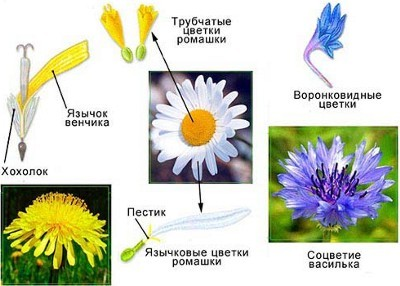 Трубчатые
цветки
ромашки
Воронковидные
цветки
Язычок
венчика
Хохолок
Пестик
Язычковые цветки
ромашки
Соцветие
василька